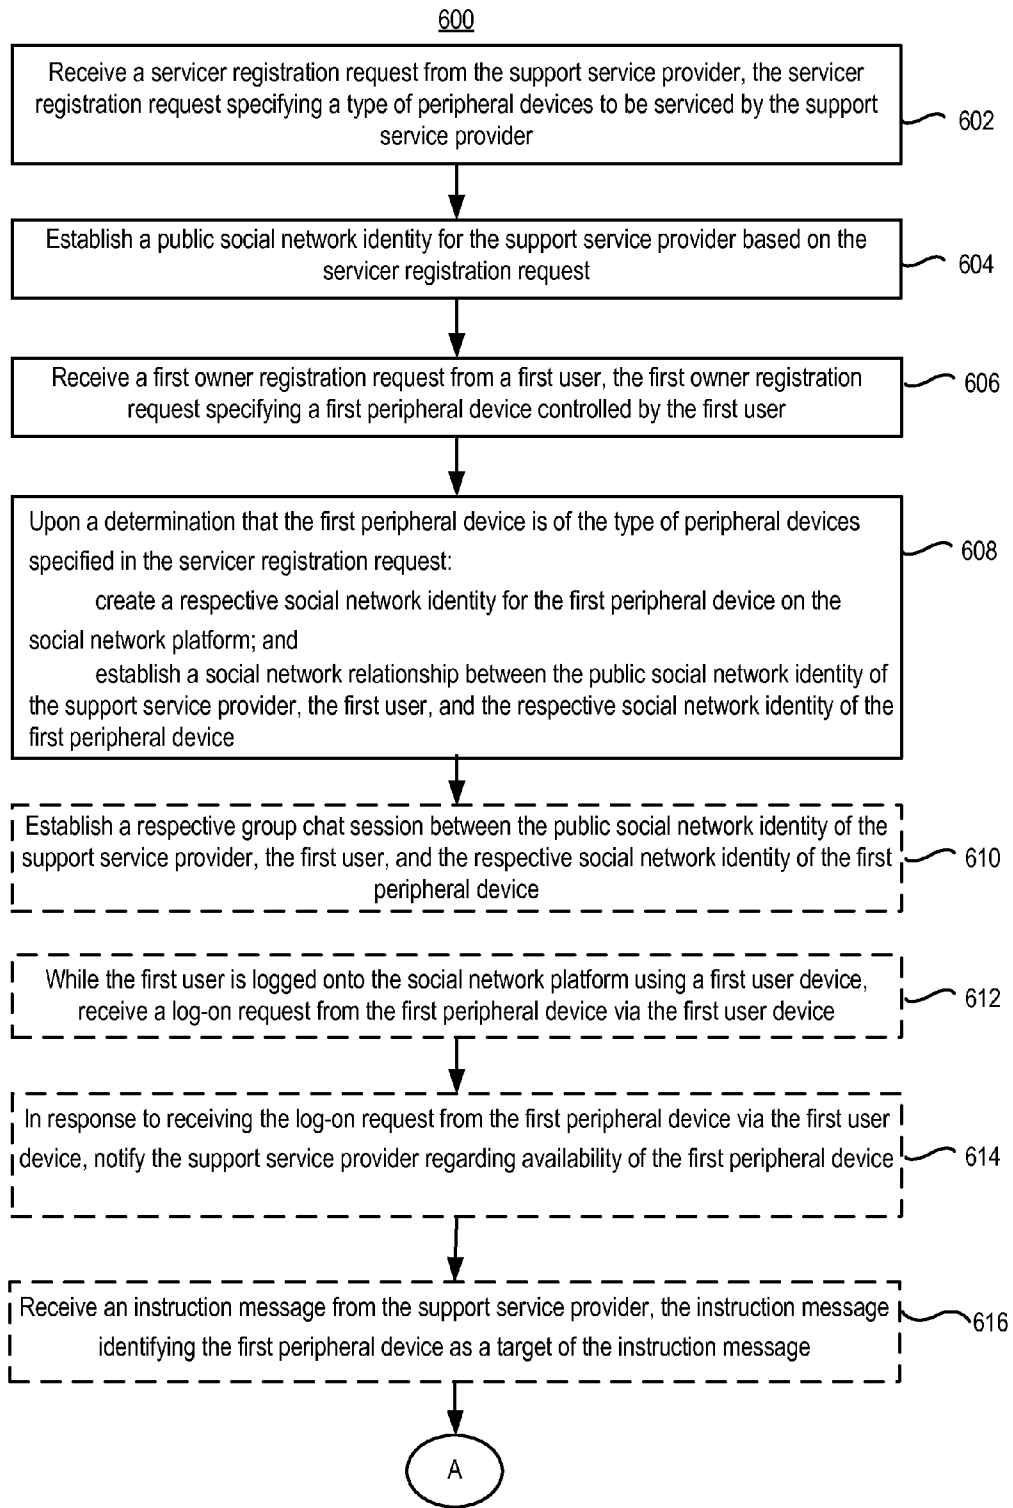 600
Receive a servicer registration request from the support service provider, the servicer
registration request specifying a type of peripheral devices to be serviced by the support
service provider
602
Establish a public social network identity for the support service provider based on the
servicer registration request
604
Receive a first owner registration request from a first user, the first owner registration
request specifying a first peripheral device controlled by the first user
606
Upon a determination that the first peripheral device is of the type of peripheral devices
specified in the servicer registration request:
create a respective social network identity for the first peripheral device on the
social network platform; and
establish a social network relationship between the public social network identity of
the support service provider, the first user, and the respective social network identity of the
first peripheral device
608
Establish a respective group chat session between the public social network identity of the
support service provider, the first user, and the respective social network identity of the first
peripheral device
610
While the first user is logged onto the social network platform using a first user device,
receive a log-on request from the first peripheral device via the first user device
612
In response to receiving the log-on request from the first peripheral device via the first user
device, notify the support service provider regarding availability of the first peripheral device
614
Receive an instruction message from the support service provider, the instruction message
identifying the first peripheral device as a target of the instruction message
616
A